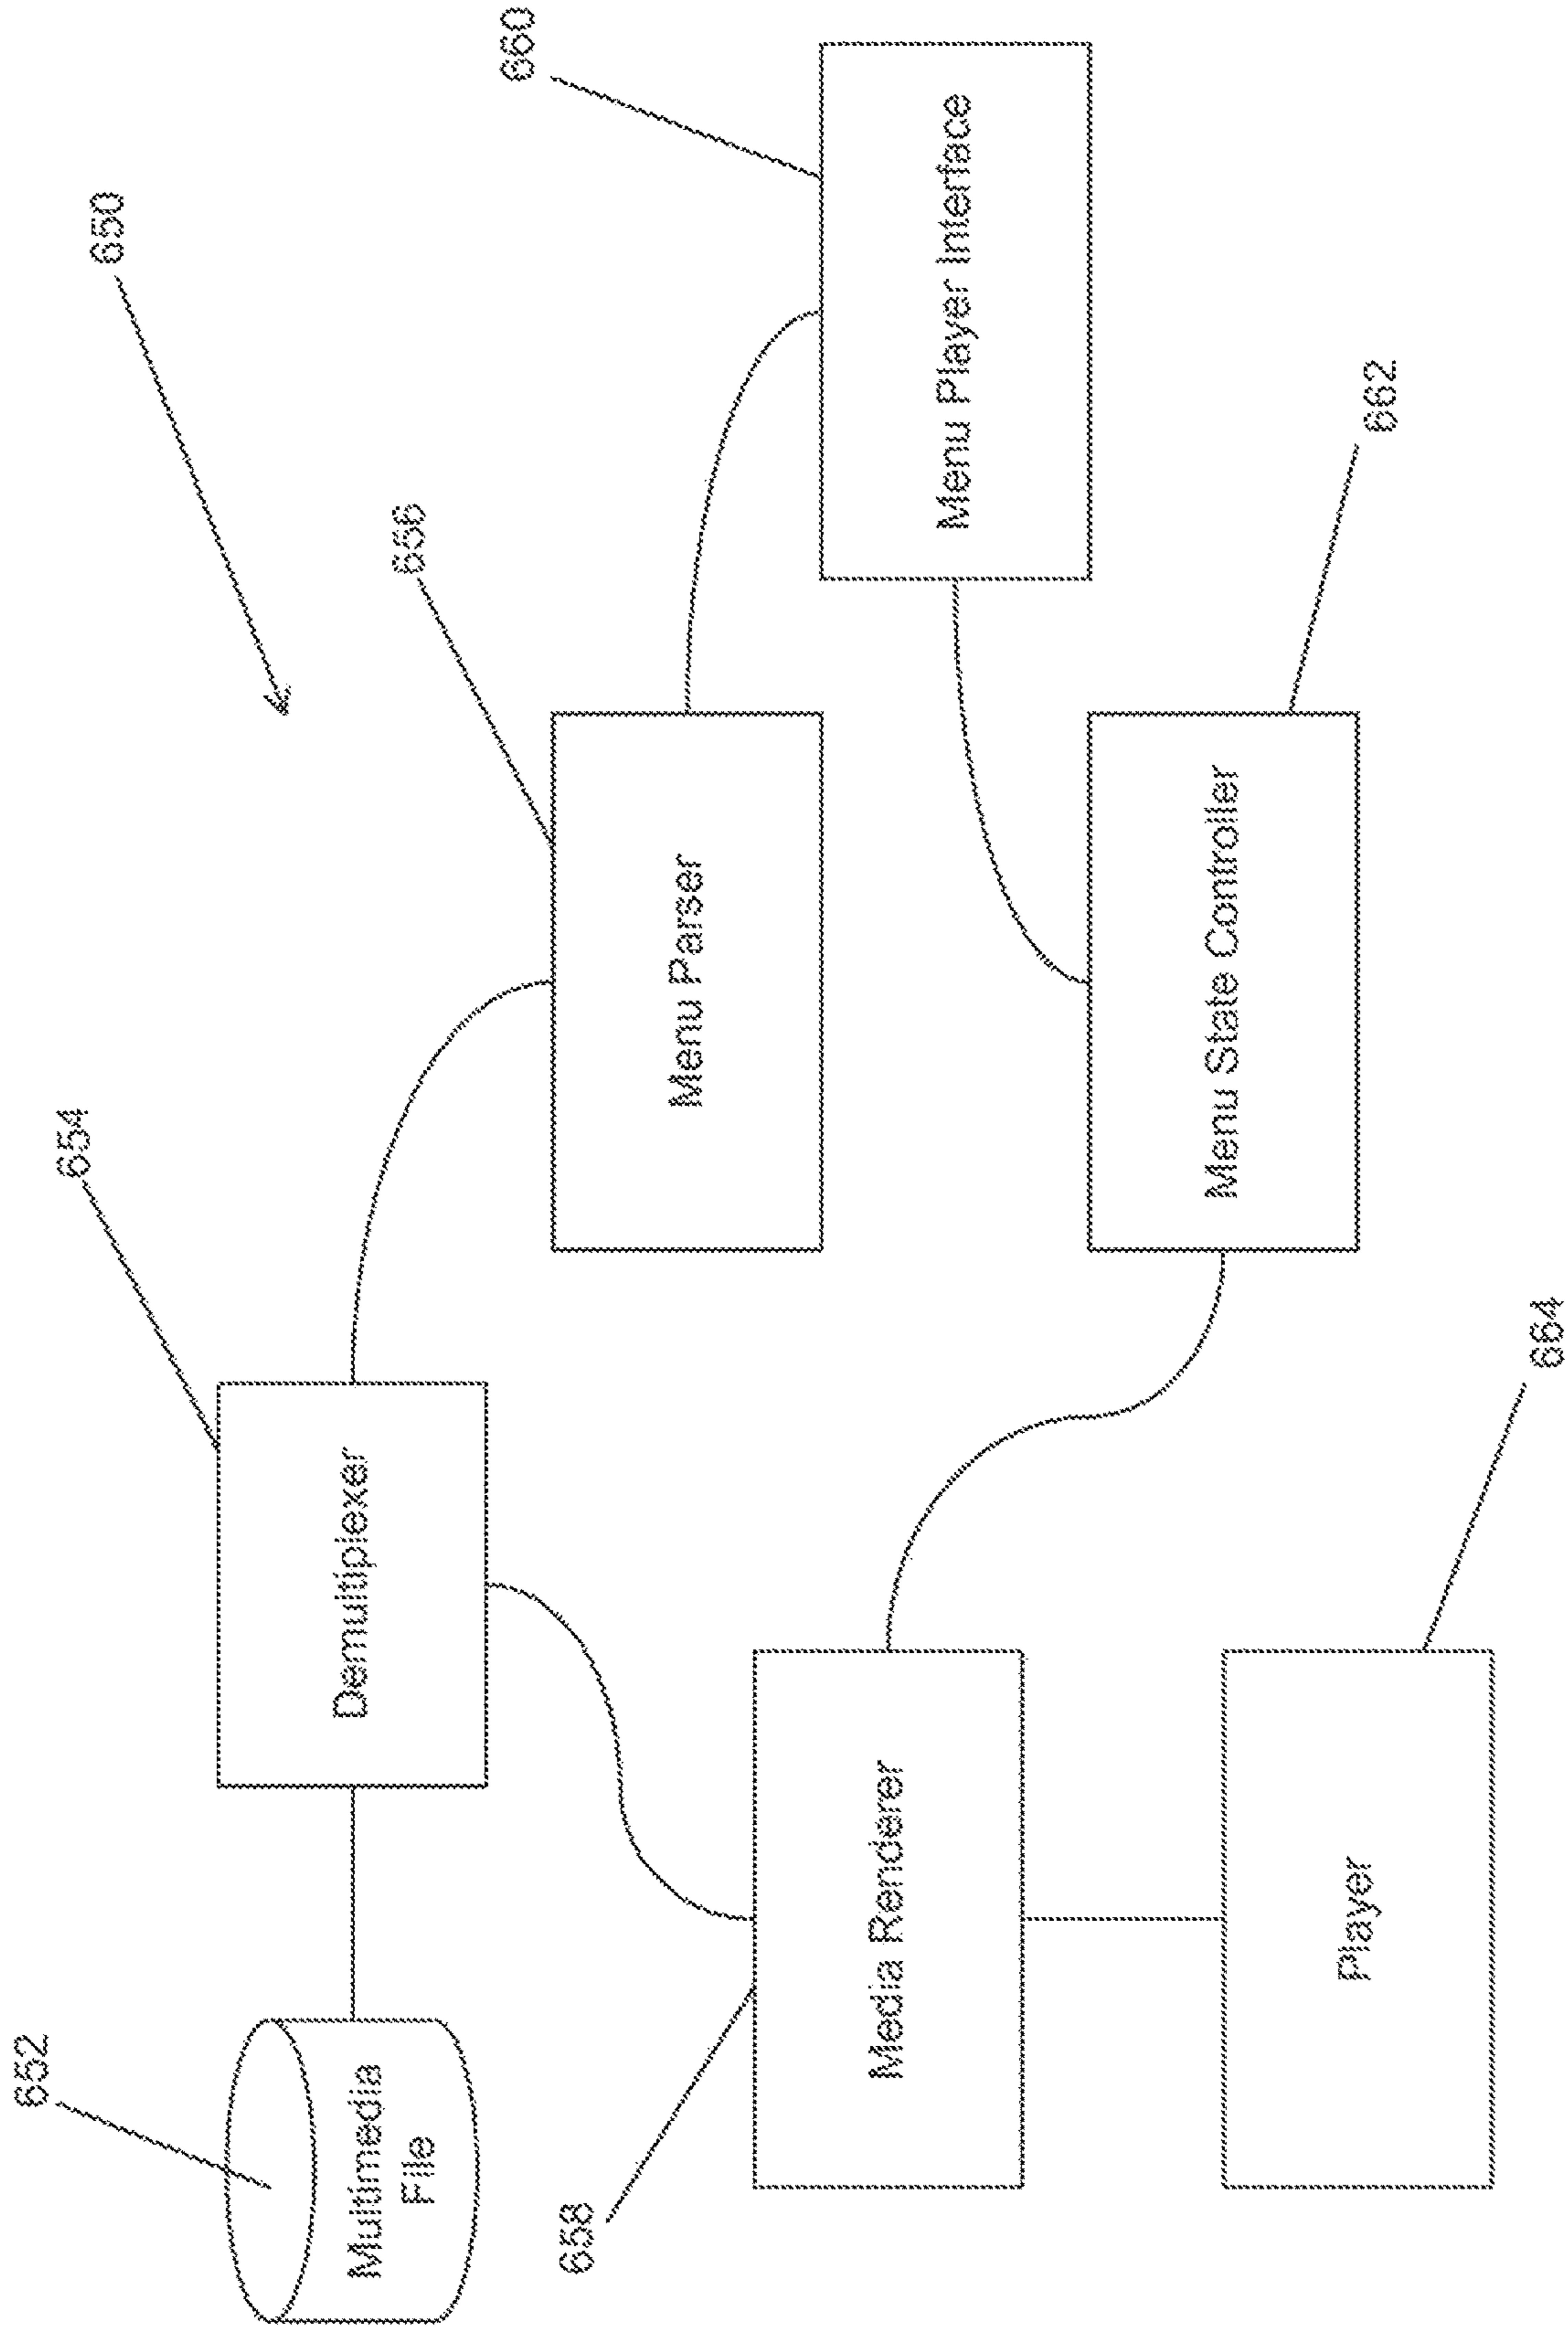 650
652
Multimedia
File
654
Demultiplexer
656
Menu Parser
660
Menu Player Interface
658
Media Renderer
662
Menu State Controller
664
Player